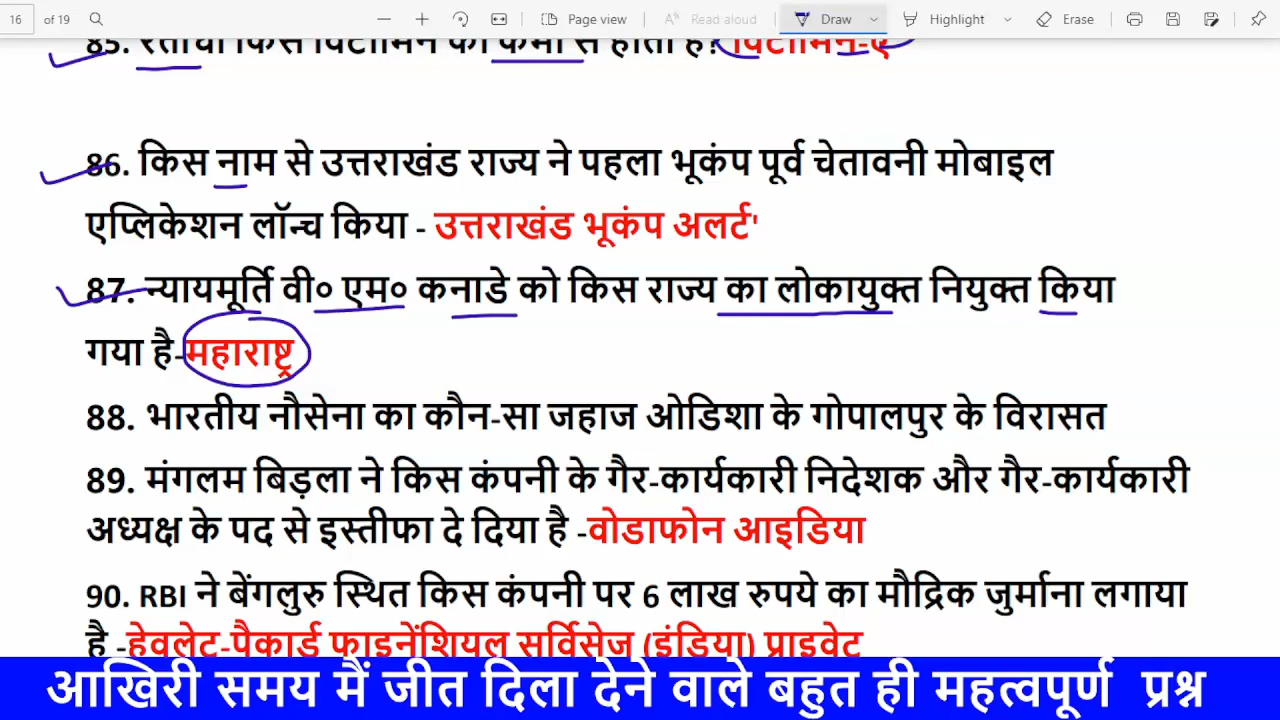 16 of 19 Page view Read aloud Draw Highlight Erase
85. रतौंधी किस विटामिन की कमी से होता है? विटामिन-ए
86. किस नाम से उत्तराखंड राज्य ने पहला भूकंप पूर्व चेतावनी मोबाइल
एप्लिकेशन लॉन्च किया - उत्तराखंड भूकंप अलर्ट'
87. न्यायमूर्ति वी० एम० कनाडे को किस राज्य का लोकायुक्त नियुक्त किया
गया है-महाराष्ट्र
88. भारतीय नौसेना का कौन-सा जहाज ओडिशा के गोपालपुर के विरासत
89. मंगलम बिड़ला ने किस कंपनी के गैर-कार्यकारी निदेशक और गैर-कार्यकारी
अध्यक्ष के पद से इस्तीफा दे दिया है -वोडाफोन आइडिया
90. RBI ने बेंगलुरु स्थित किस कंपनी पर 6 लाख रुपये का मौद्रिक जुर्माना लगाया
है -हेवलेट-पैकार्ड फाइनेंशियल सर्विसेज (इंडिया) प्राइवेट
आखिरी समय मैं जीत दिला देने वाले बहुत ही महत्वपूर्ण प्रश्न